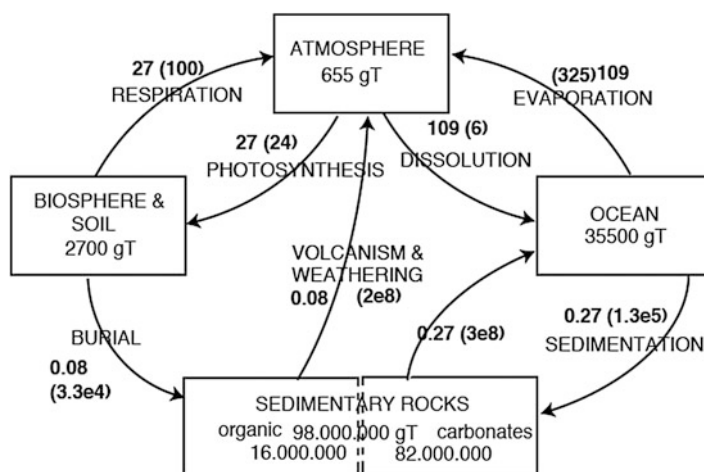 ATMOSPHERE
655 gT
27 (100)
RESPIRATION
(325)109
EVAPORATION
27 (24)
PHOTOSYNTHESIS
109 (6)
DISSOLUTION
BIOSPHERE &
SOIL
2700 gT
OCEAN
35500 gT
VOLCANISM &
WEATHERING
0.08 (2e8)
0.27 (3e8)
0.27 (1.3e5)
SEDIMENTATION
BURIAL
0.08
(3.3e4)
SEDIMENTARY ROCKS
organic 98.000.000 gT carbonates
16.000.000 82.000.000